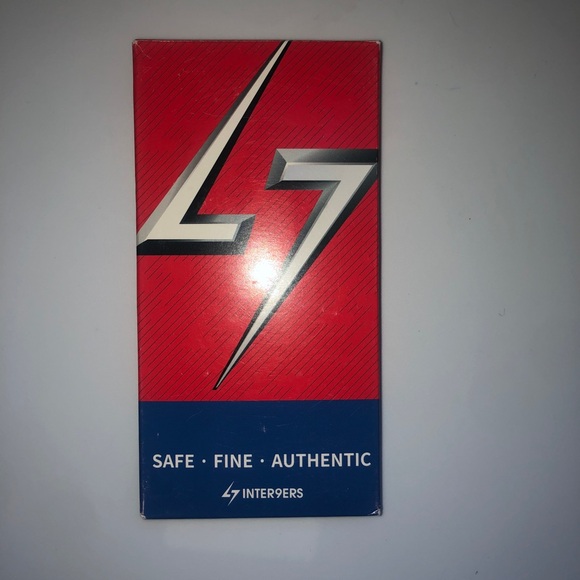 SAFE · FINE · AUTHENTIC
INTER9ERS